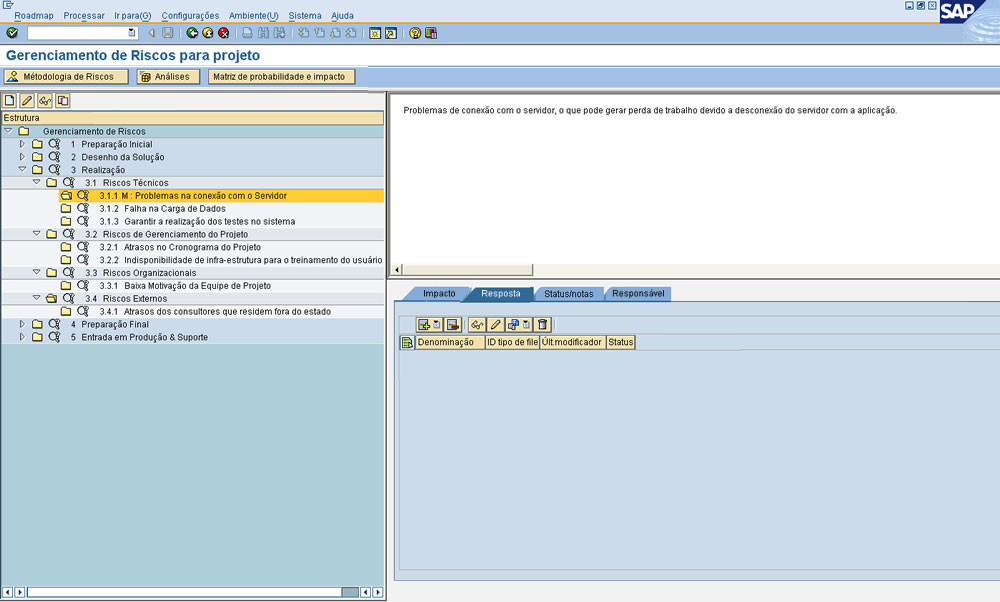 Roadmap Processar Ir para(G) Configurações Ambiente(U) Sistema Ajuda
SAP
Gerenciamento de Riscos para projeto
Métodologia de Riscos Análises Matriz de probabilidade e impacto
Estrutura
Gerenciamento de Riscos
1 Preparação Inicial
2 Desenho da Solução
3 Realização
3.1 Riscos Técnicos
3.1.1 M : Problemas na conexão com o Servidor
3.1.2 Falha na Carga de Dados
3.1.3 Garantir a realização dos testes no sistema
3.2 Riscos de Gerenciamento do Projeto
3.2.1 Atrasos no Cronograma do Projeto
3.2.2 Indisponibilidade de infra-estrutura para o treinamento do usuário
3.3 Riscos Organizacionais
3.3.1 Baixa Motivação da Equipe de Projeto
3.4 Riscos Externos
3.4.1 Atrasos dos consultores que residem fora do estado
4 Preparação Final
5 Entrada em Produção & Suporte
Problemas de conexão com o servidor, o que pode gerar perda de trabalho devido a desconexão do servidor com a aplicação.
Impacto Resposta Status/notas Responsável
Denominação ID tipo de file Últ.modificador Status